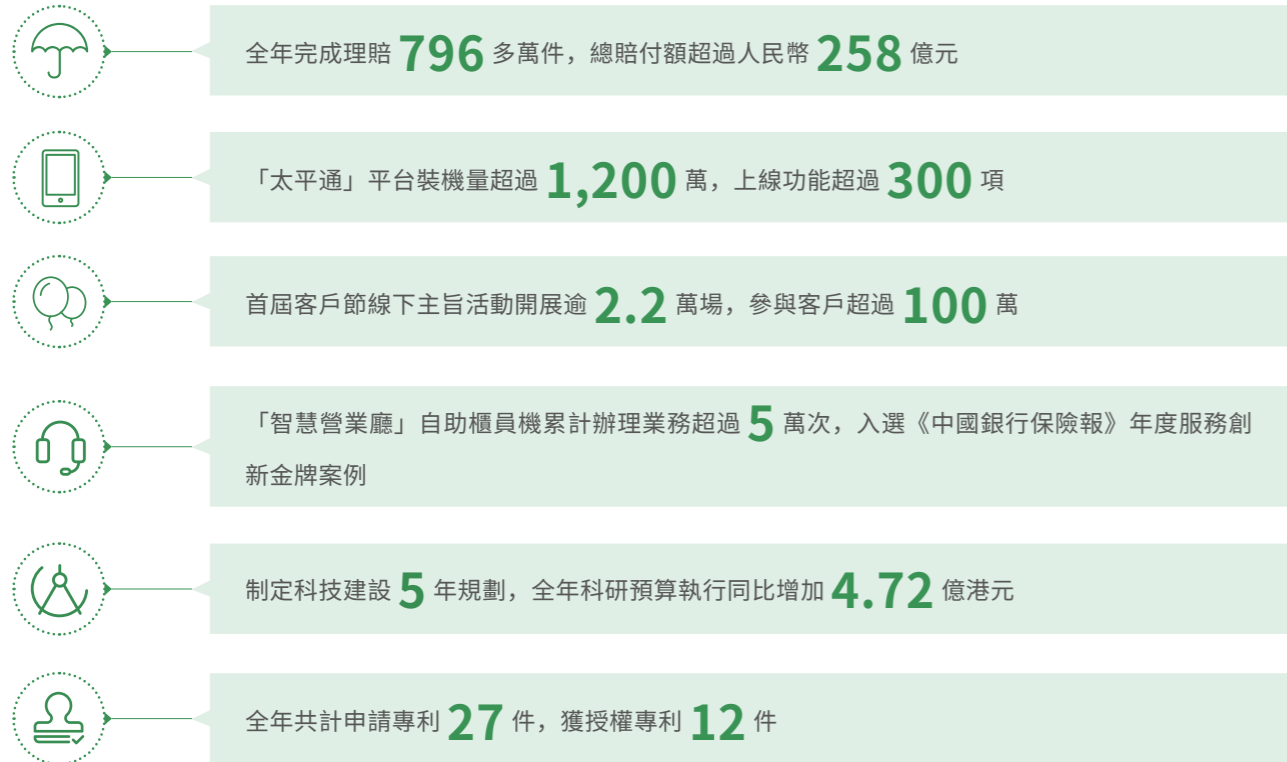 全年完成理賠 796 多萬件，總賠付額超過人民幣 258 億元
「太平通」平台裝機量超過 1,200 萬，上線功能超過 300 項
首屆客戶節線下主旨活動開展逾 2.2 萬場，參與客戶超過 100 萬
「智慧營業廳」自助櫃員機累計辦理業務超過 5 萬次，入選《中國銀行保險報》年度服務創
新金牌案例
制定科技建設 5 年規劃，全年科研預算執行同比增加 4.72 億港元
全年共計申請專利 27 件，獲授權專利 12 件